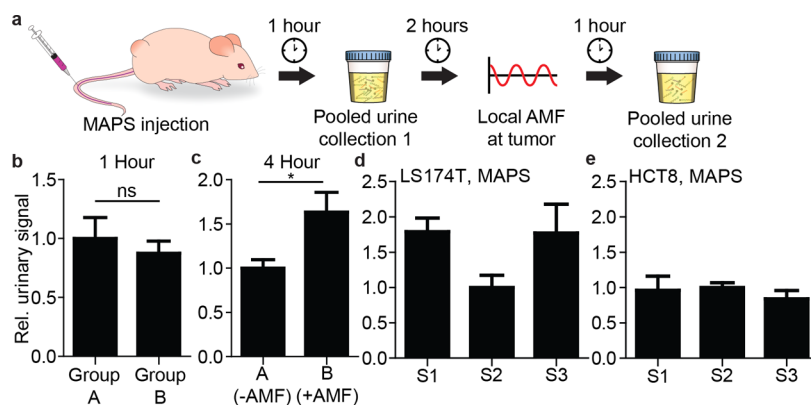 a
1 hour
2 hours
1 hour
MAPS injection
Pooled urine
collection 1
Local AMF
at tumor
Pooled urine
collection 2
b
1 Hour
ns
Rel. urinary signal
1.5
1.0
0.5
0.0
Group
A
Group
B
c
4 Hour
*
2.0
1.5
1.0
0.5
0.0
A
(-AMF)
B
(+AMF)
d
LS174T, MAPS
2.5
2.0
1.5
1.0
0.5
0.0
S1
S2
S3
e
HCT8, MAPS
2.5
2.0
1.5
1.0
0.5
0.0
S1
S2
S3